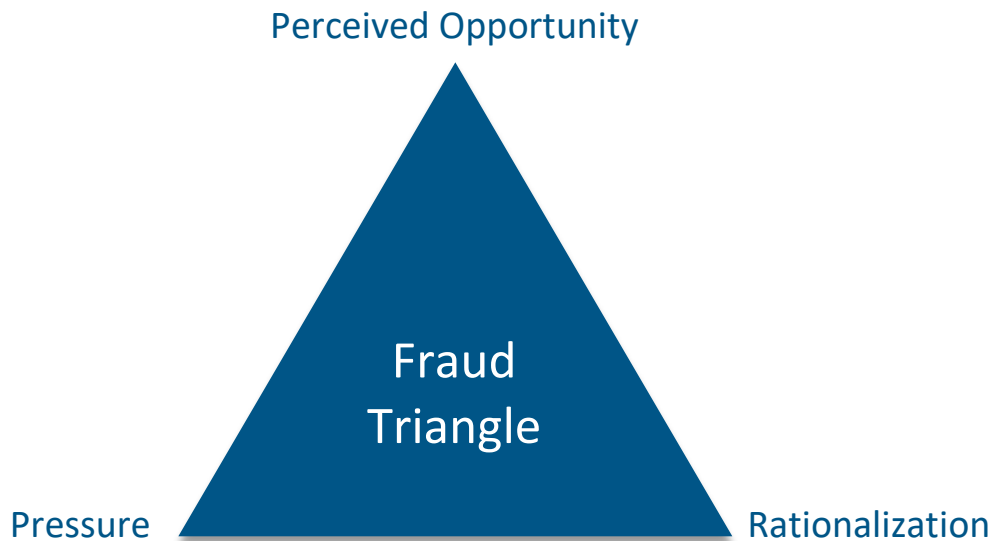 Perceived Opportunity
Fraud
Triangle
Pressure
Rationalization